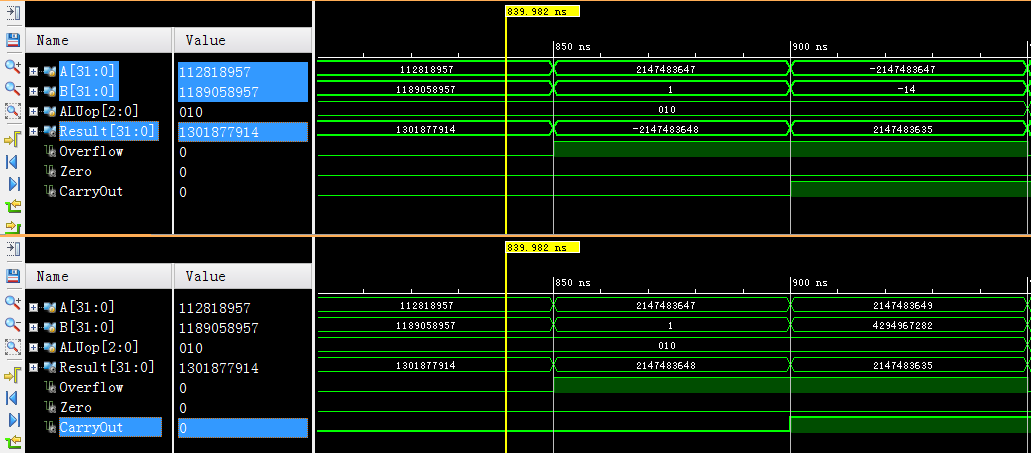 839.982 ns
Name Value 850 ns 900 ns
A[31:0] 112818957 112818957 2147483647 -2147483647
B[31:0] 1189058957 1189058957 1 -14
ALUop[2:0] 010 010
Result[31:0] 1301877914 1301877914 -2147483648 2147483635
Overflow 0
Zero 0
CarryOut 0
839.982 ns
Name Value 850 ns 900 ns
A[31:0] 112818957 112818957 2147483647 2147483649
B[31:0] 1189058957 1189058957 1 4294967282
ALUop[2:0] 010 010
Result[31:0] 1301877914 1301877914 2147483648 2147483635
Overflow 0
Zero 0
CarryOut 0